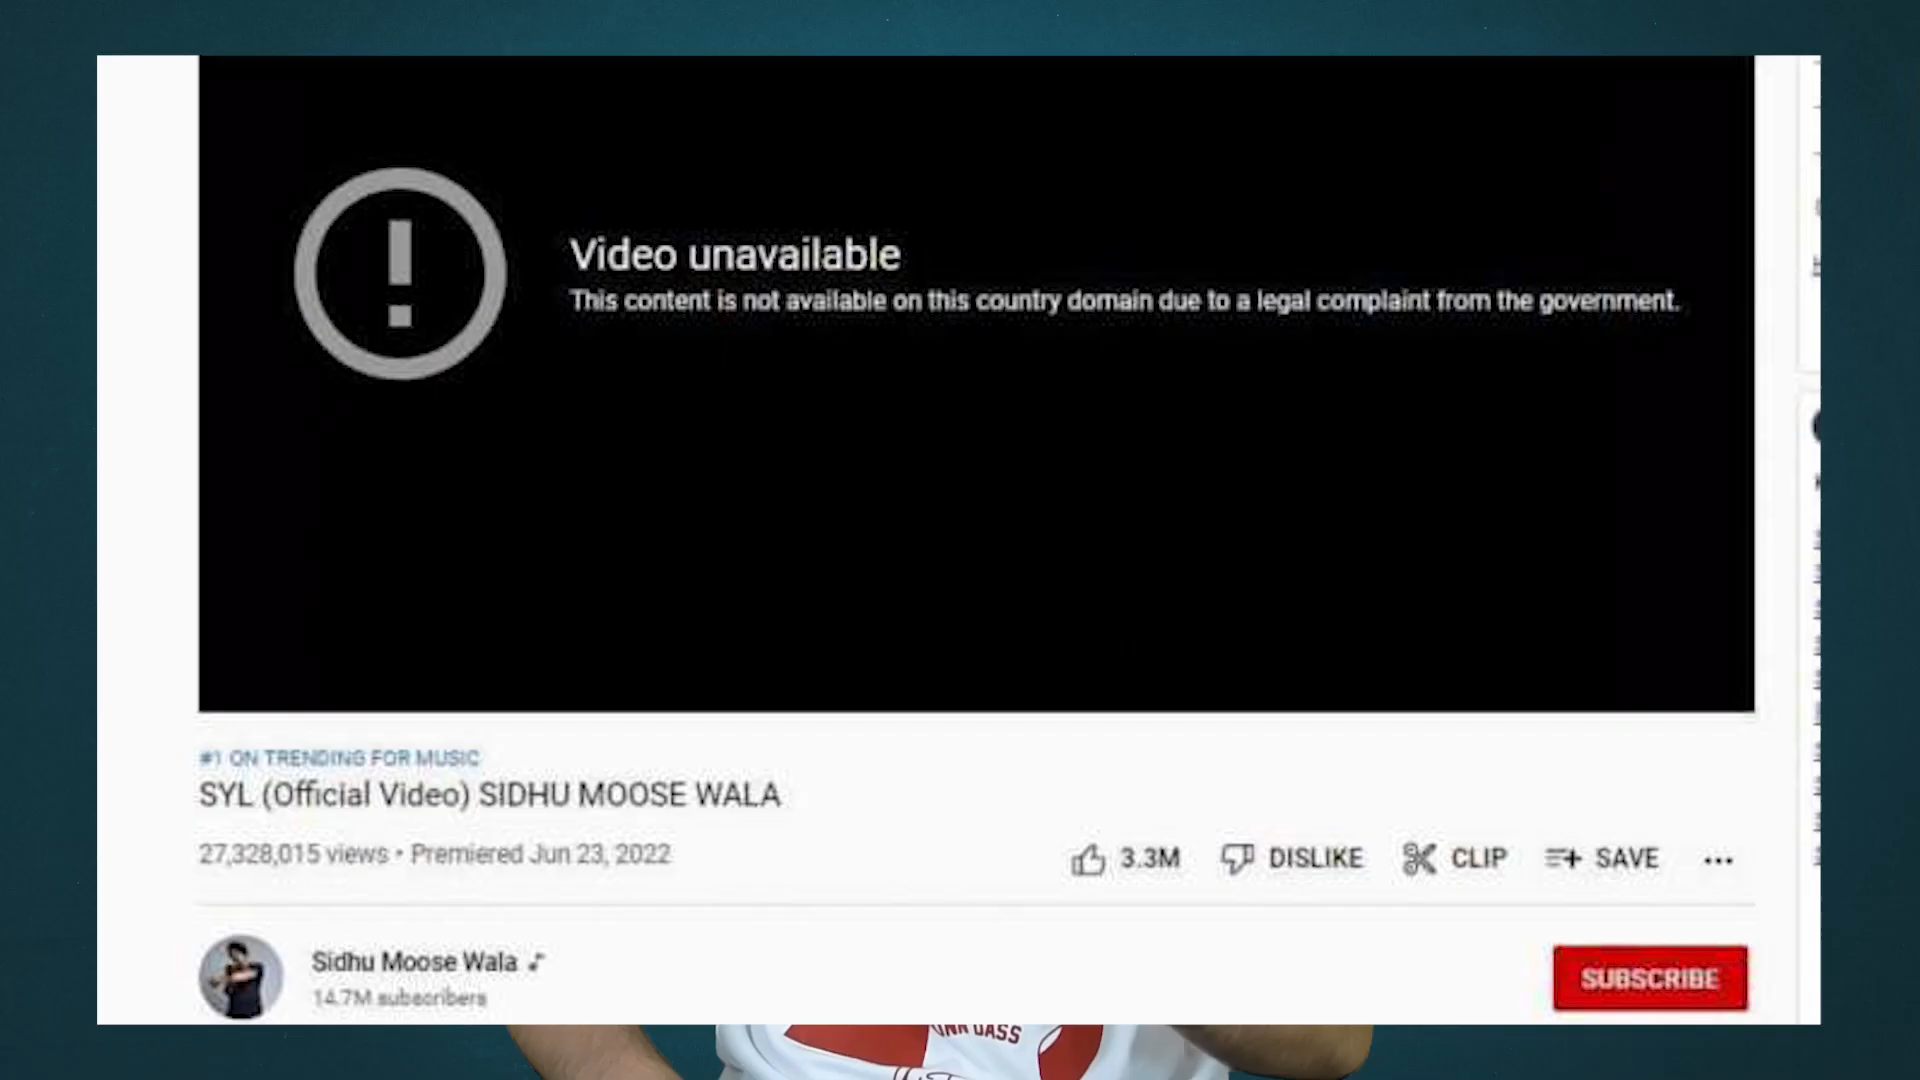 Video unavailable
This content is not available on this country domain due to a legal complaint from the government.
#1 ON TRENDING FOR MUSIC
SYL (Official Video) SIDHU MOOSE WALA
27,328,015 views • Premiered Jun 23, 2022
3.3M DISLIKE CLIP SAVE
Sidhu Moose Wala
14.7M subscribers
SUBSCRIBE